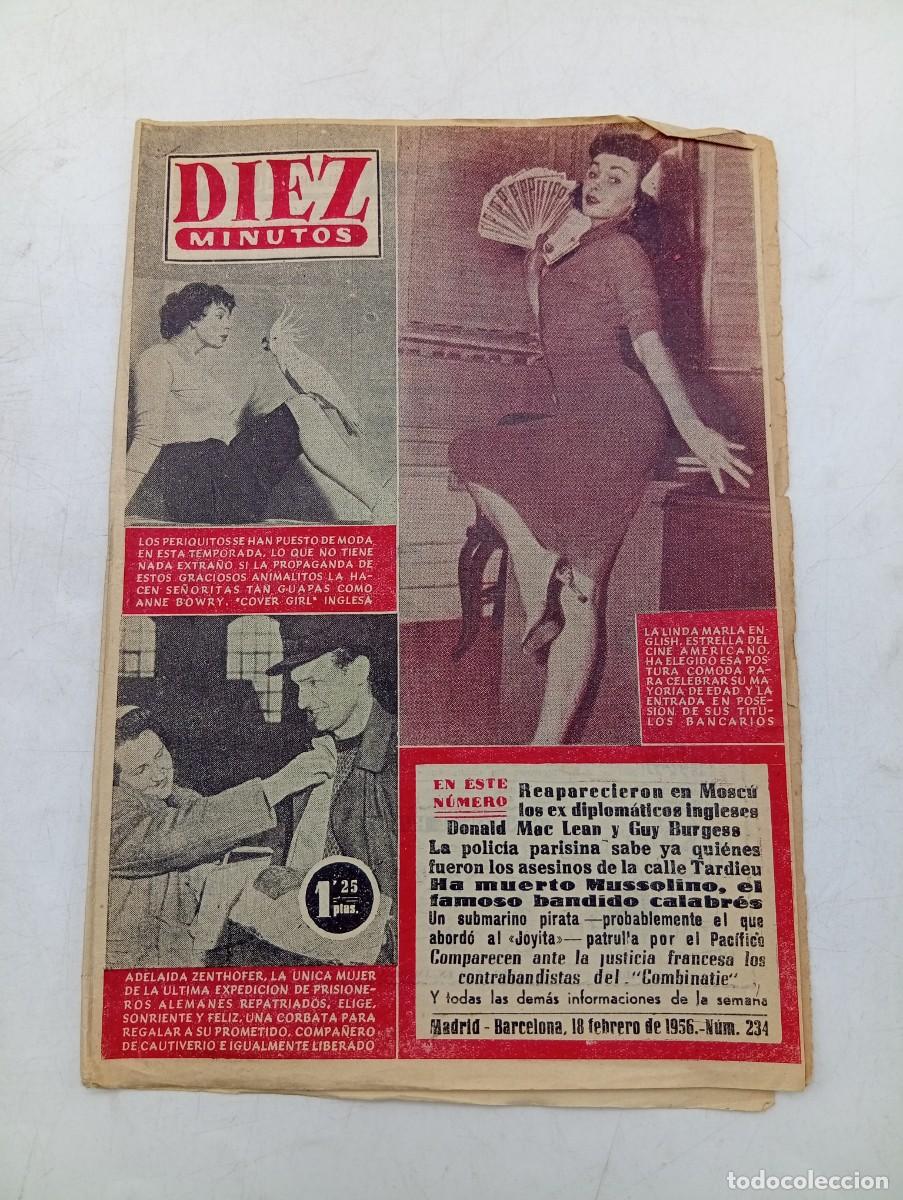 DIEZ
MINUTOS
LOS PERIQUITOS SE HAN PUESTO DE MODA
EN ESTA TEMPORADA, LO QUE NO TIENE
NADA EXTRAÑO SI LA PROPAGANDA DE
ESTOS GRACIOSOS ANIMALITOS LA HA-
CEN SEÑORITAS TAN GUAPAS COMO
ANNE BOWRY, "COVER GIRL" INGLESA
LA LINDA MARLA EN-
GLISH, ESTRELLA DEL
CINE AMERICANO,
HA ELEGIDO ESA POS-
TURA COMODA PA-
RA CELEBRAR SU MA-
YORIA DE EDAD Y LA
ENTRADA EN POSE-
SION DE SUS TITU-
LOS BANCARIOS
1'25
ptas.
ADELAIDA ZENTHOFER, LA UNICA MUJER
DE LA ULTIMA EXPEDICION DE PRISIONE-
ROS ALEMANES REPATRIADOS, ELIGE,
SONRIENTE Y FELIZ, UNA CORBATA PARA
REGALAR A SU PROMETIDO, COMPAÑERO
DE CAUTIVERIO E IGUALMENTE LIBERADO
EN ESTE
NÚMERO
Reaparecieron en Moscú
los ex diplomáticos ingleses
Donald Mac Lean y Guy Burgess
La policía parisina sabe ya quiénes
fueron los asesinos de la calle Tardieu
Ha muerto Mussolino, el
famoso bandido calabrés
Un submarino pirata —probablemente el que
abordó al «Joyita»— patrulla por el Pacífico
Comparecen ante la justicia francesa los
contrabandistas del "Combinatie"
Y todas las demás informaciones de la semana
Madrid - Barcelona, 18 febrero de 1956.-Núm. 234
todocoleccion